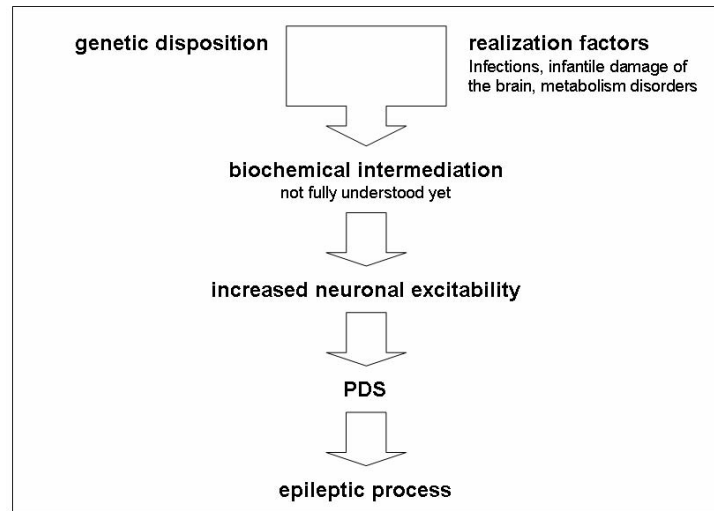 genetic disposition
realization factors
Infections, infantile damage of
the brain, metabolism disorders
biochemical intermediation
not fully understood yet
increased neuronal excitability
PDS
epileptic process